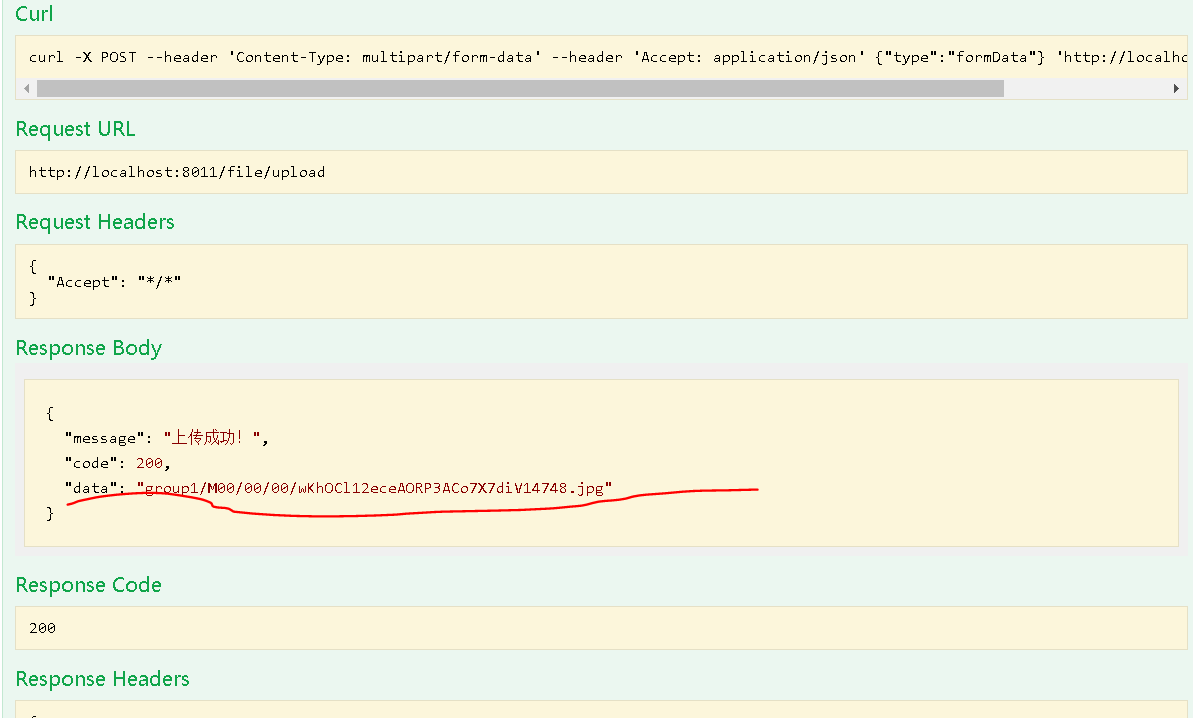 Curl
curl -X POST --header 'Content-Type: multipart/form-data' --header 'Accept: application/json' {"type":"formData"} 'http://localho
Request URL
http://localhost:8011/file/upload
Request Headers
{
"Accept": "*/*"
}
Response Body
{
"message": "上传成功！",
"code": 200,
"data": "group1/M00/00/00/wKhOCl12eceAORP3ACo7X7diV14748.jpg"
}
Response Code
200
Response Headers